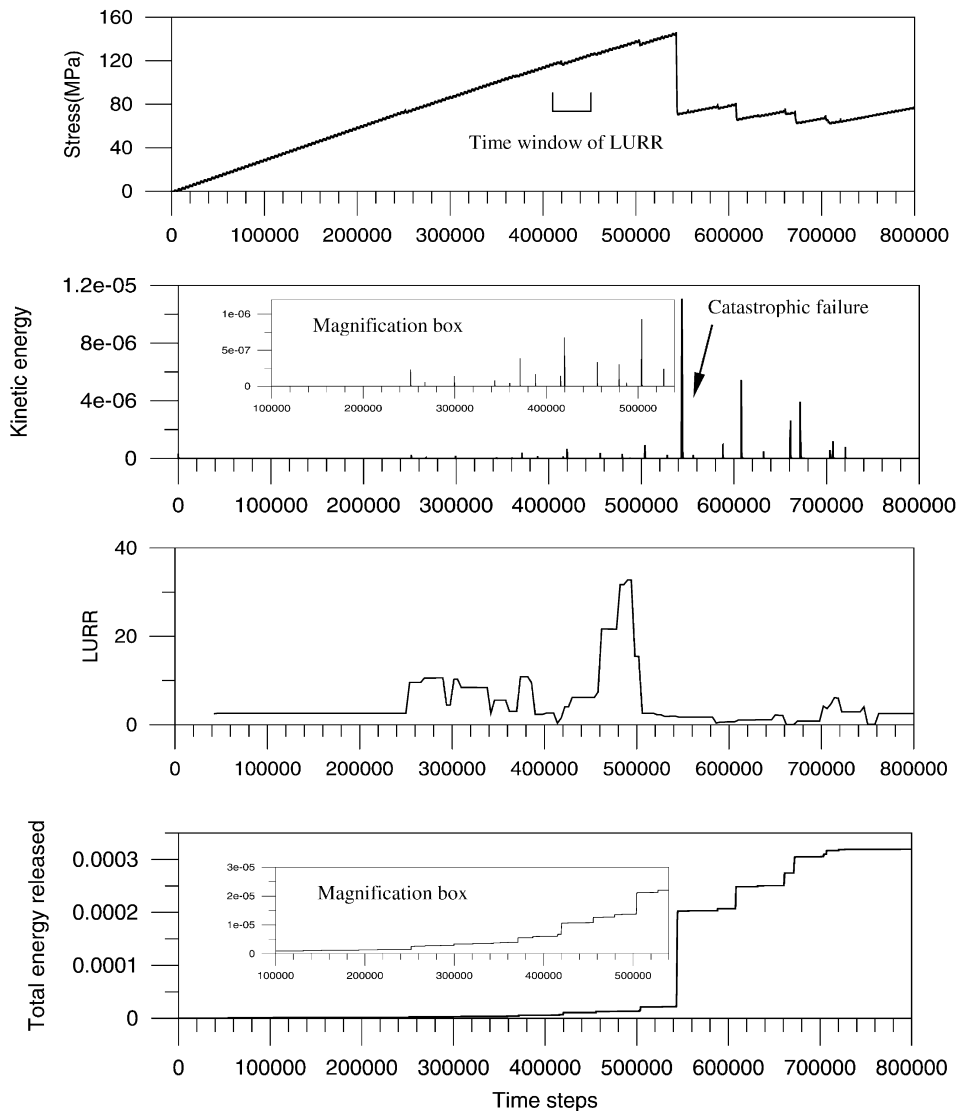 160
120
80
40
0
Stress(MPa)
Time window of LURR
0 100000 200000 300000 400000 500000 600000 700000 800000
1.2e-05
8e-06
4e-06
0
Kinetic energy
1e-06
5e-07
0
Magnification box
100000 200000 300000 400000 500000
Catastrophic failure
0 100000 200000 300000 400000 500000 600000 700000 800000
40
20
0
LURR
0 100000 200000 300000 400000 500000 600000 700000 800000
0.0003
0.0002
0.0001
0
Total energy released
3e-05
2e-05
1e-05
0
Magnification box
100000 200000 300000 400000 500000
0 100000 200000 300000 400000 500000 600000 700000 800000
Time steps